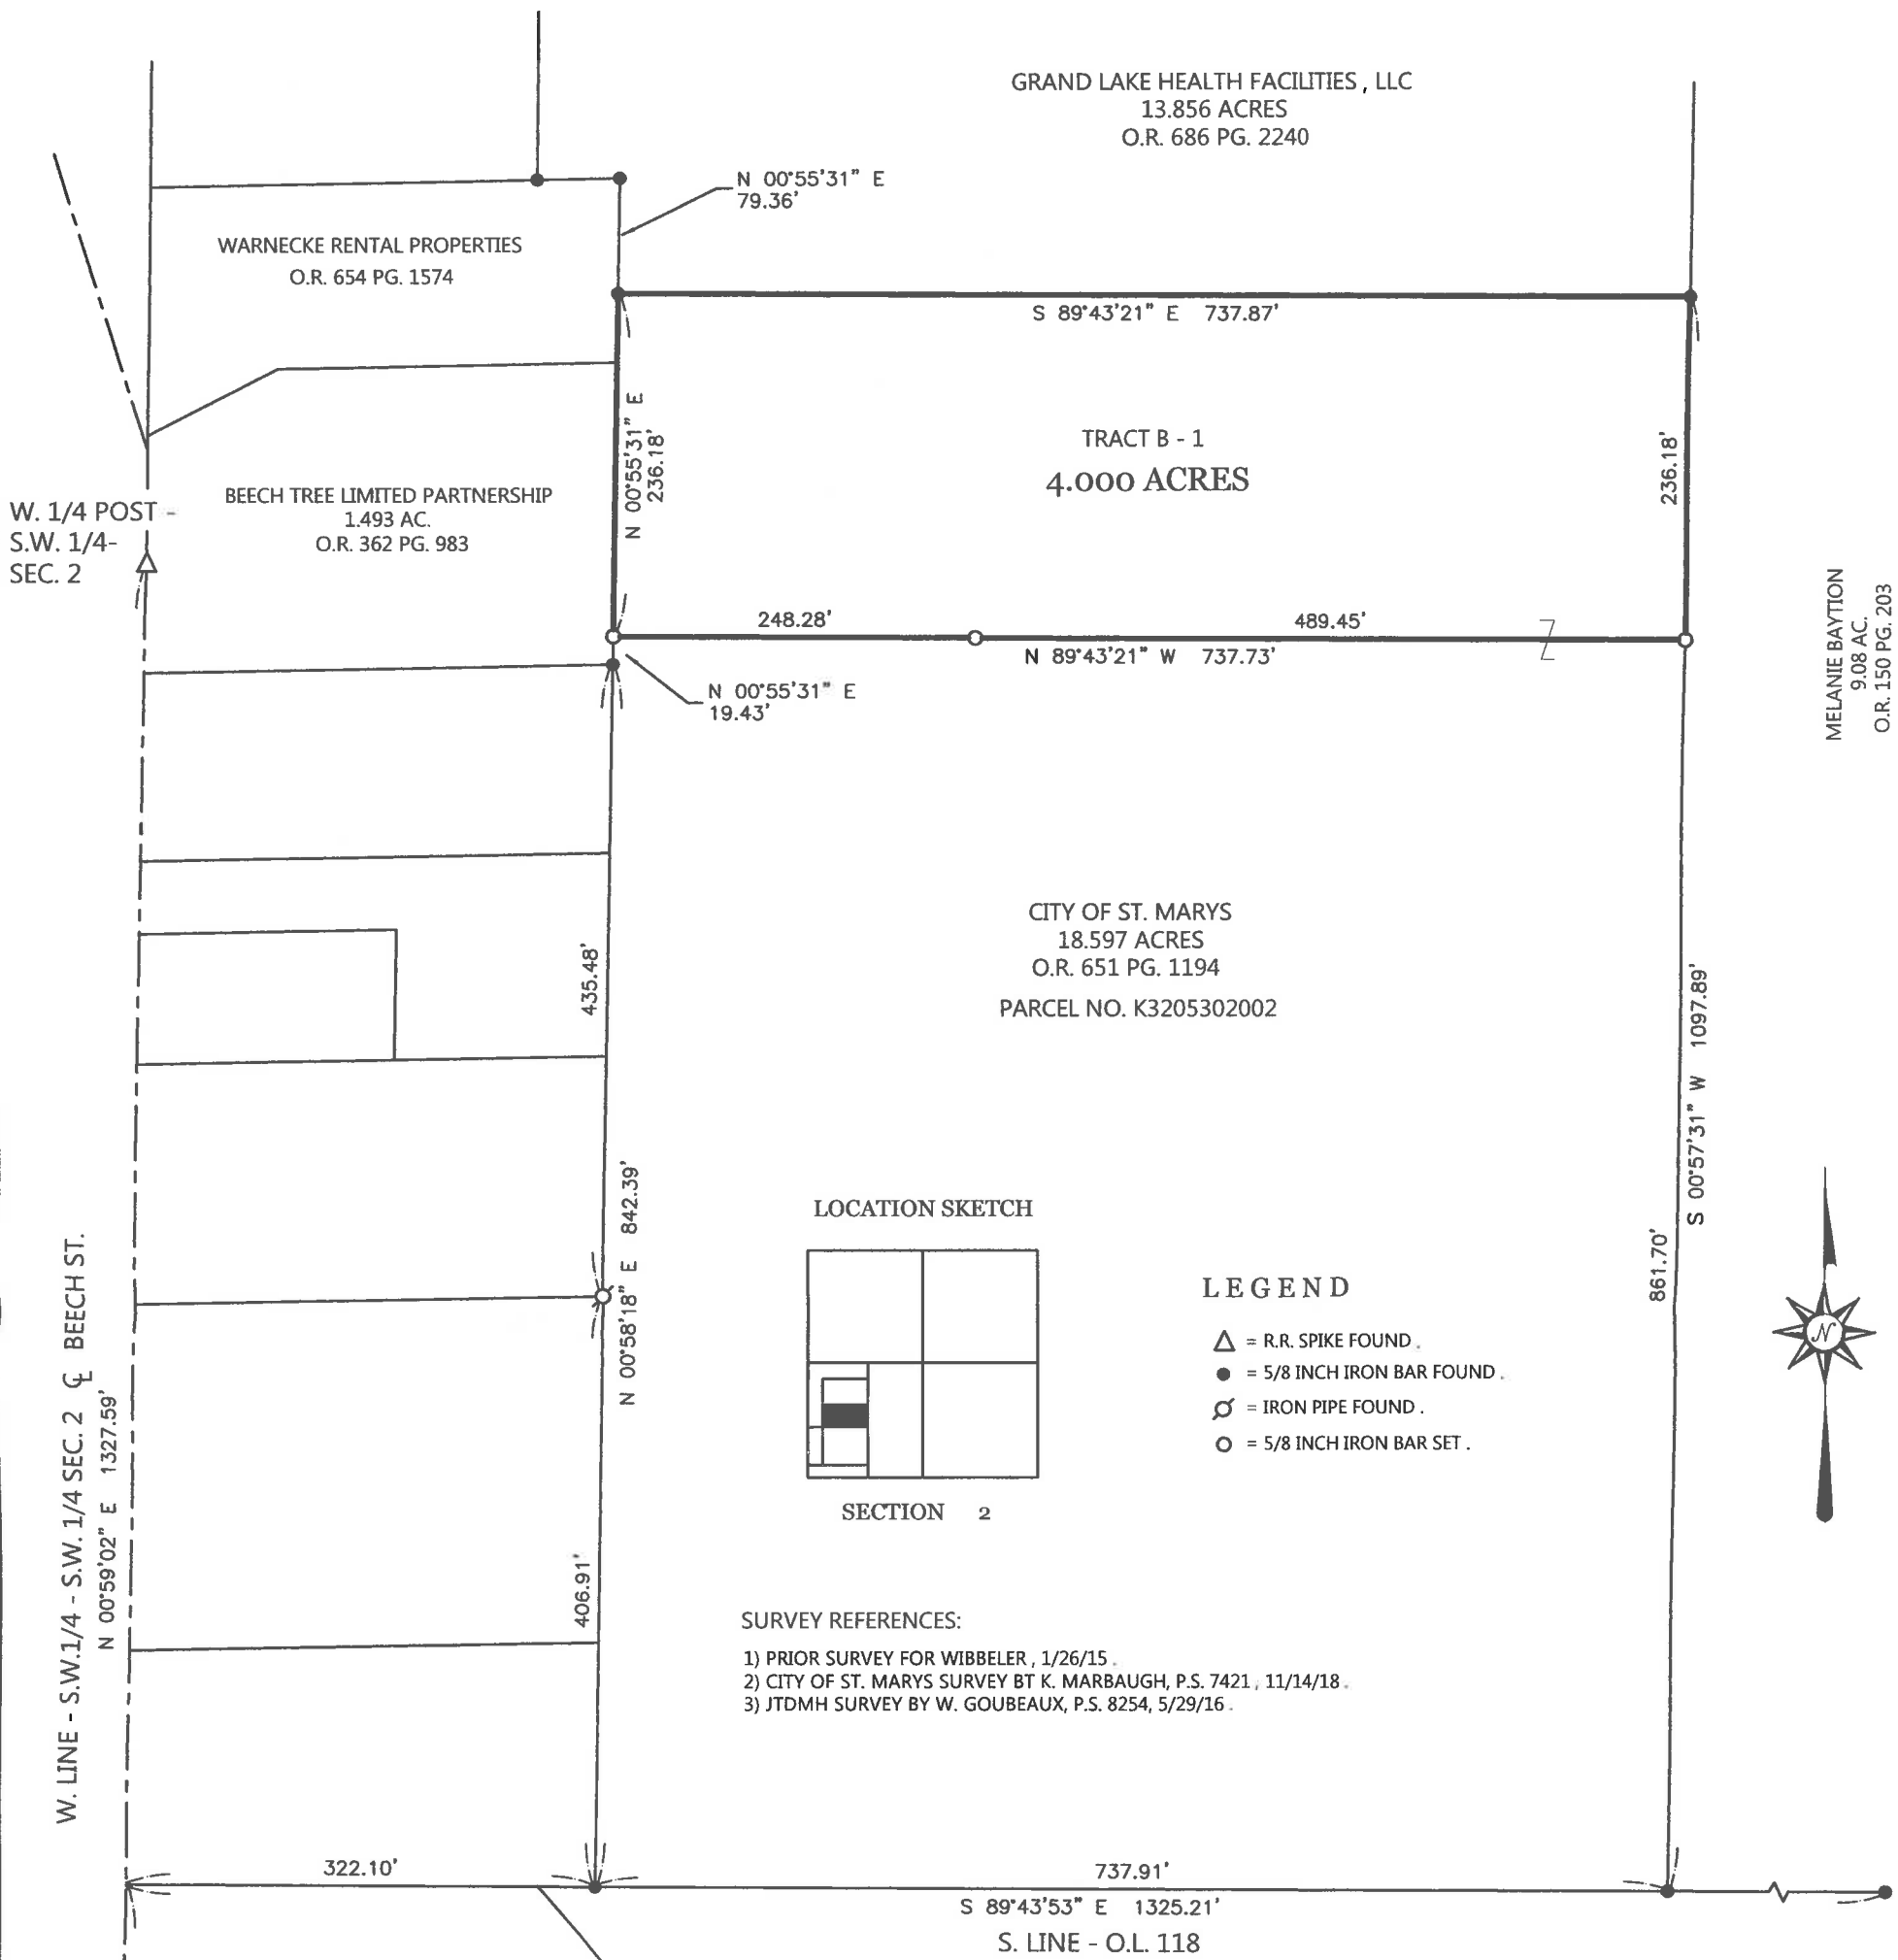 GRAND LAKE HEALTH FACILITIES , LLC
13.856 ACRES
O.R. 686 PG. 2240
N 00°55'31" E
79.36'
WARNECKE RENTAL PROPERTIES
O.R. 654 PG. 1574
S 89°43'21" E 737.87'
N 00°55'31" E
236.18'
TRACT B - 1
4.000 ACRES
236.18'
W. 1/4 POST -
S.W. 1/4-
SEC. 2
BEECH TREE LIMITED PARTNERSHIP
1.493 AC.
O.R. 362 PG. 983
MELANIE BAYTION
9.08 AC.
O.R. 150 PG. 203
248.28'
489.45'
N 89°43'21" W 737.73'
N 00°55'31" E
19.43'
CITY OF ST. MARYS
18.597 ACRES
O.R. 651 PG. 1194
PARCEL NO. K3205302002
435.48'
S 00°57'31" W 1097.89'
N 00°58'18" E 842.39'
861.70'
LOCATION SKETCH
SECTION 2
LEGEND
= R.R. SPIKE FOUND .
= 5/8 INCH IRON BAR FOUND .
= IRON PIPE FOUND .
= 5/8 INCH IRON BAR SET .
N
W. LINE - S.W.1/4 - S.W. 1/4 SEC. 2 ℄ BEECH ST.
N 00°59'02" E 1327.59'
406.91'
SURVEY REFERENCES:
1) PRIOR SURVEY FOR WIBBELER , 1/26/15 .
2) CITY OF ST. MARYS SURVEY BT K. MARBAUGH, P.S. 7421 , 11/14/18 .
3) JTDMH SURVEY BY W. GOUBEAUX, P.S. 8254, 5/29/16 .
322.10'
737.91'
S 89°43'53" E 1325.21'
S. LINE - O.L. 118